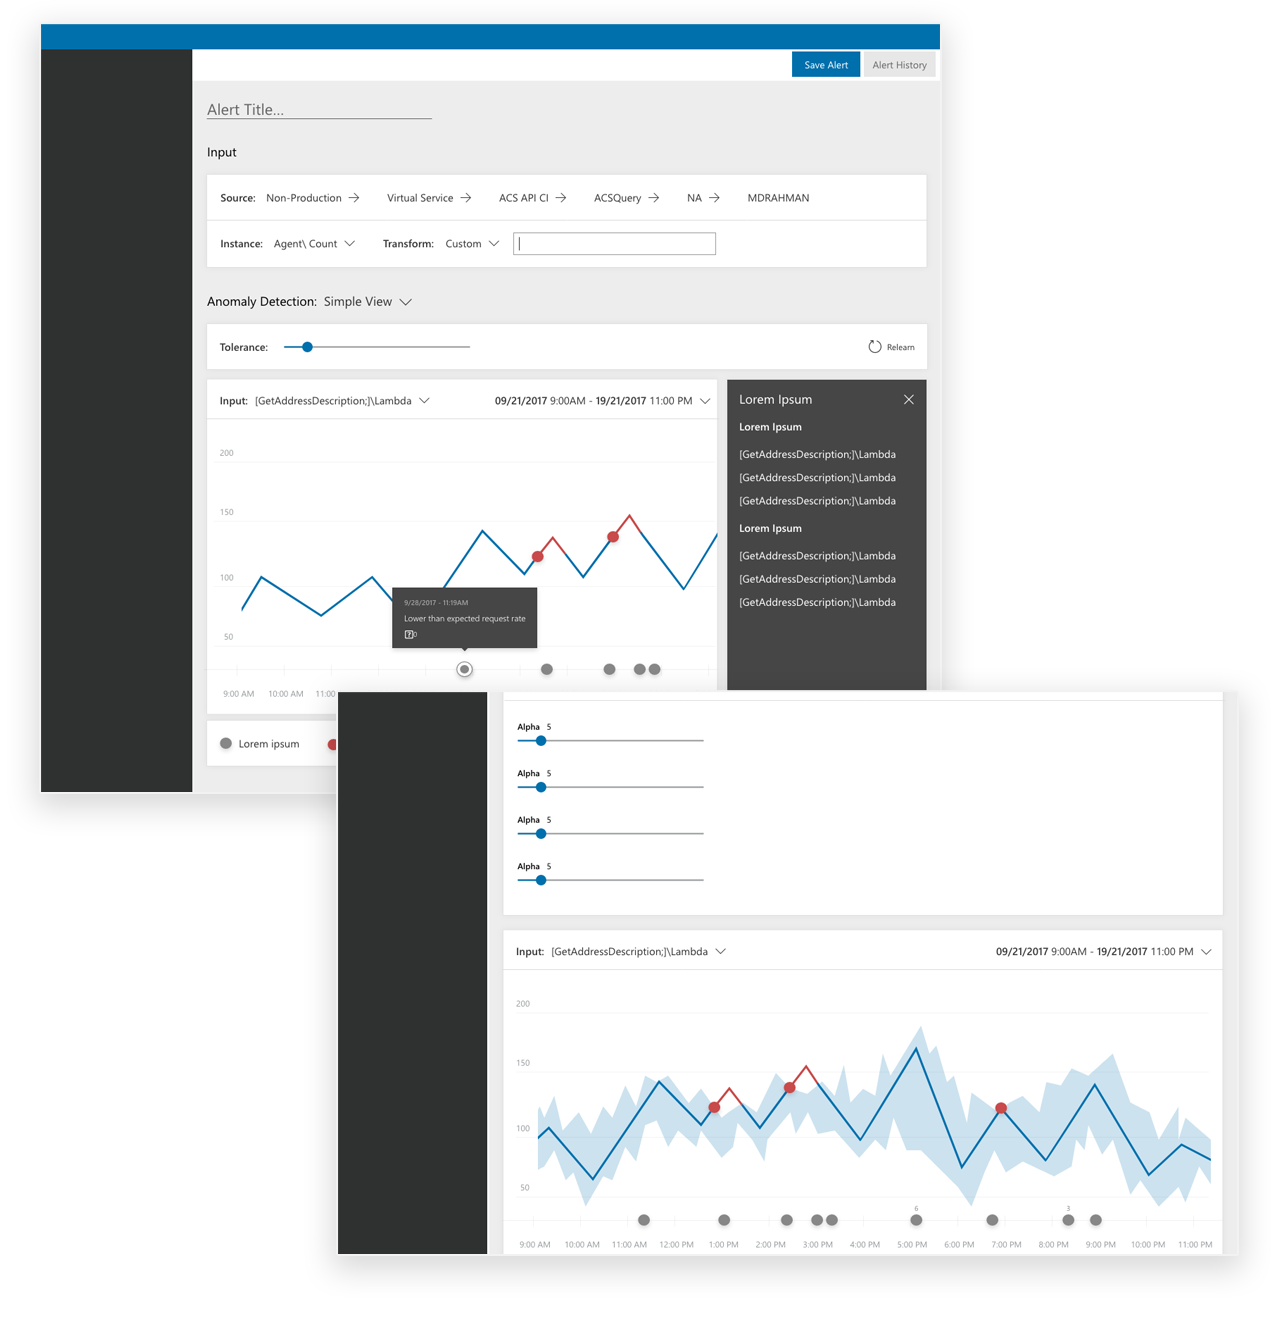 Save Alert
Alert History
Alert Title...
Input
Source: Non-Production Virtual Service ACS API CI ACSQuery NA MDRAHMAN
Instance: Agent\ Count Transform: Custom
Anomaly Detection: Simple View
Tolerance:
Relearn
Input: [GetAddressDescription;]\Lambda
09/21/2017 9:00AM - 19/21/2017 11:00 PM
200
150
100
50
9/28/2017 - 11:19AM
Lower than expected request rate
0
9:00 AM 10:00 AM 11:00
Lorem ipsum
Lorem Ipsum
Lorem Ipsum
[GetAddressDescription;]\Lambda
[GetAddressDescription;]\Lambda
[GetAddressDescription;]\Lambda
Lorem Ipsum
[GetAddressDescription;]\Lambda
[GetAddressDescription;]\Lambda
[GetAddressDescription;]\Lambda
Alpha 5
Alpha 5
Alpha 5
Alpha 5
Input: [GetAddressDescription;]\Lambda
09/21/2017 9:00AM - 19/21/2017 11:00 PM
200
150
100
50
6
3
9:00 AM 10:00 AM 11:00 AM 12:00 PM 1:00 PM 2:00 PM 3:00 PM 4:00 PM 5:00 PM 6:00 PM 7:00 PM 8:00 PM 9:00 PM 10:00 PM 11:00 PM